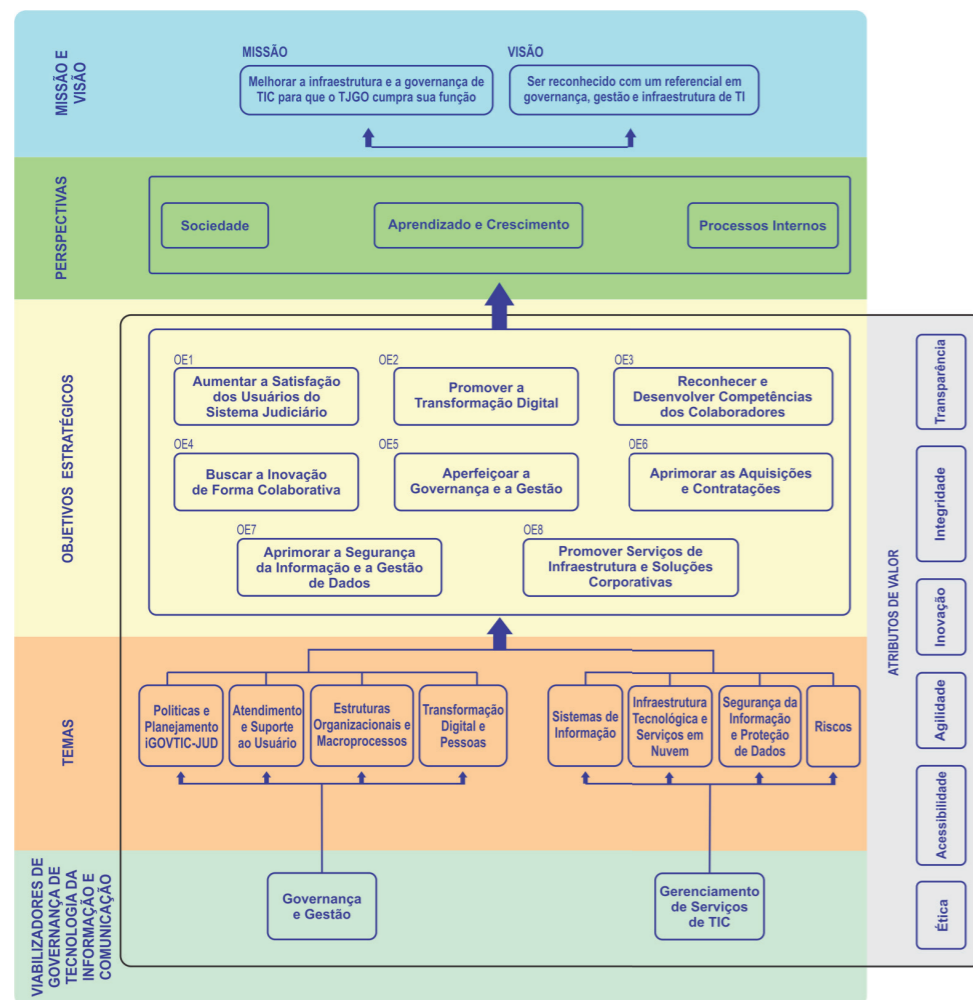 MISSÃO E
VISÃO
MISSÃO
Melhorar a infraestrutura e a governança de
TIC para que o TJGO cumpra sua função
VISÃO
Ser reconhecido com um referencial em
governança, gestão e infraestrutura de TI
PERSPECTIVAS
Sociedade
Aprendizado e Crescimento
Processos Internos
OBJETIVOS ESTRATÉGICOS
OE1
Aumentar a Satisfação
dos Usuários do
Sistema Judiciário
OE2
Promover a
Transformação Digital
OE3
Reconhecer e
Desenvolver Competências
dos Colaboradores
OE4
Buscar a Inovação
de Forma Colaborativa
OE5
Aperfeiçoar a
Governança e a Gestão
OE6
Aprimorar as Aquisições
e Contratações
OE7
Aprimorar a Segurança
da Informação e a Gestão
de Dados
OE8
Promover Serviços de
Infraestrutura e Soluções
Corporativas
TEMAS
Politicas e
Planejamento
iGOVTIC-JUD
Atendimento
e Suporte
ao Usuário
Estruturas
Organizacionais e
Macroprocessos
Transformação
Digital e
Pessoas
Sistemas de
Informação
Infraestrutura
Tecnológica e
Serviços em
Nuvem
Segurança da
Informação
e Proteção
de Dados
Riscos
VIABILIZADORES DE
GOVERNANÇA DE
TECNOLOGIA DA
INFORMAÇÃO E
COMUNICAÇÃO
Governança
e Gestão
Gerenciamento
de Serviços
de TIC
ATRIBUTOS DE VALOR
Transparência
Integridade
Inovação
Agilidade
Acessibilidade
Ética